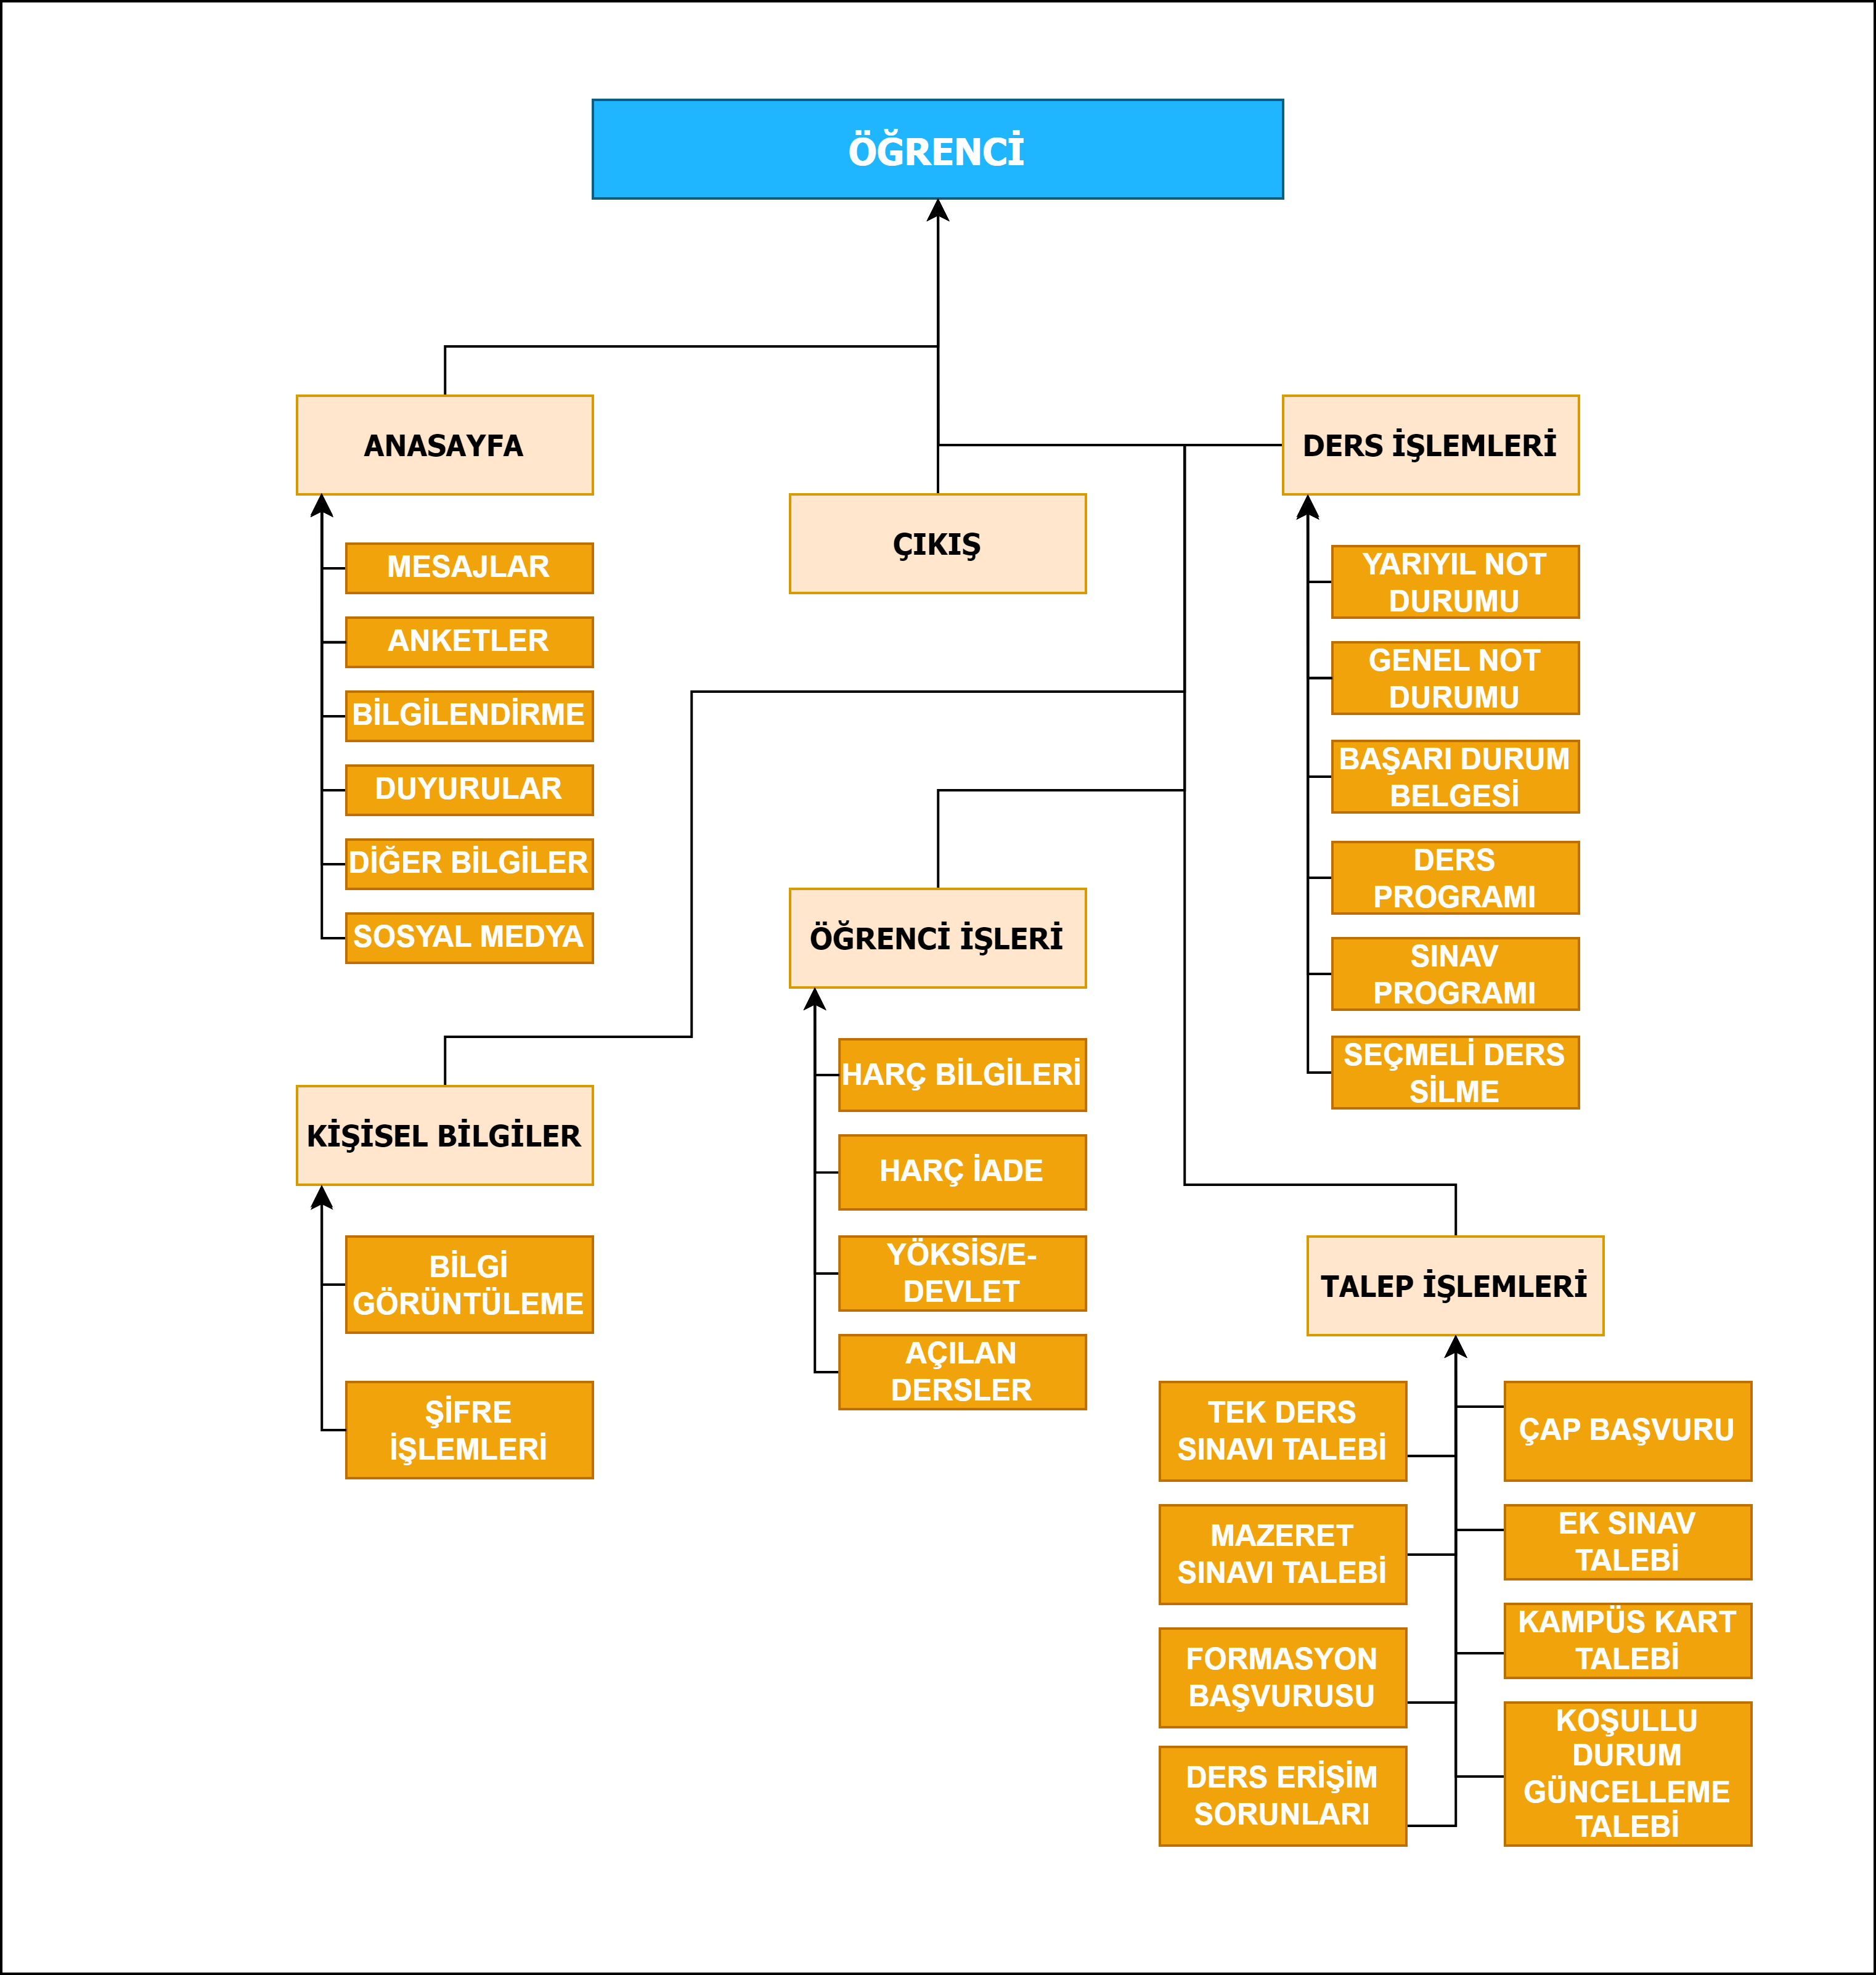 ÖĞRENCİ
ANASAYFA
MESAJLAR
ANKETLER
BİLGİLENDİRME
DUYURULAR
DİĞER BİLGİLER
SOSYAL MEDYA
ÇIKIŞ
DERS İŞLEMLERİ
YARIYIL NOT
DURUMU
GENEL NOT
DURUMU
BAŞARI DURUM
BELGESİ
DERS
PROGRAMI
SINAV
PROGRAMI
SEÇMELİ DERS
SİLME
ÖĞRENCİ İŞLERİ
HARÇ BİLGİLERİ
HARÇ İADE
YÖKSİS/E-
DEVLET
AÇILAN
DERSLER
KİŞİSEL BİLGİLER
BİLGİ
GÖRÜNTÜLEME
ŞİFRE
İŞLEMLERİ
TALEP İŞLEMLERİ
TEK DERS
SINAVI TALEBİ
MAZERET
SINAVI TALEBİ
FORMASYON
BAŞVURUSU
DERS ERİŞİM
SORUNLARI
ÇAP BAŞVURU
EK SINAV
TALEBİ
KAMPÜS KART
TALEBİ
KOŞULLU
DURUM
GÜNCELLEME
TALEBİ